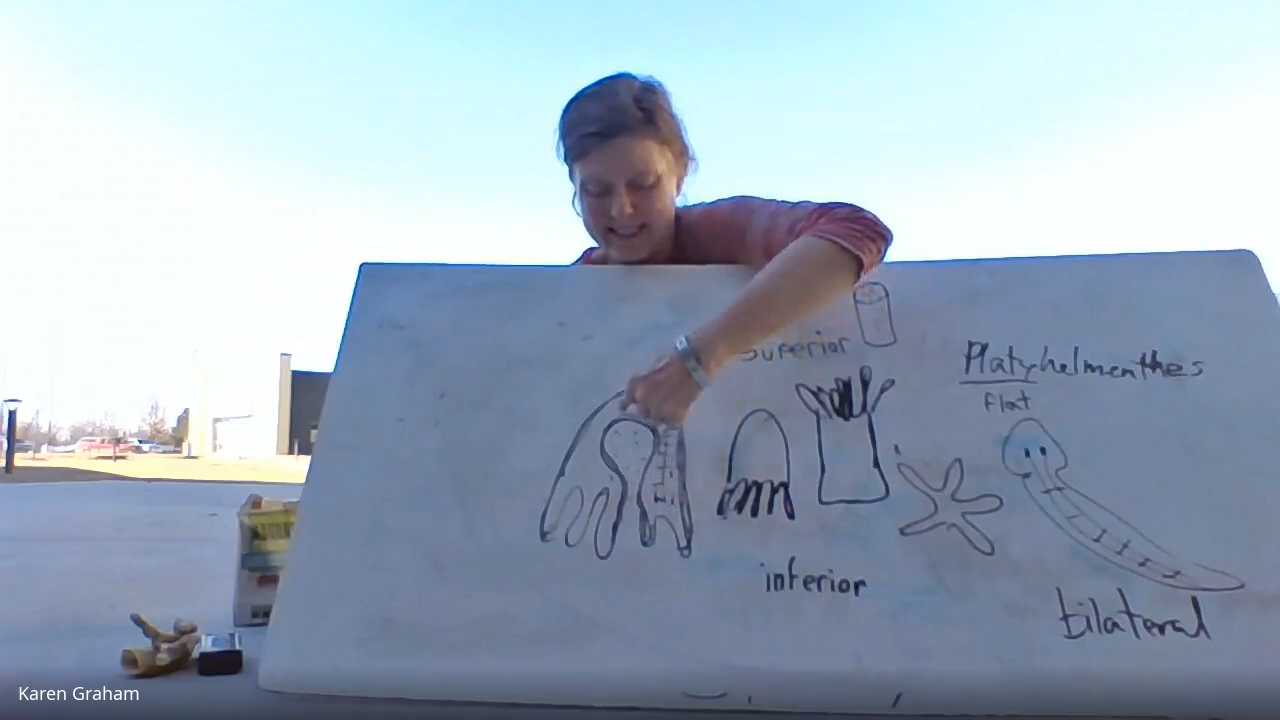 superior
Platyhelmenthes
flat
inferior
bilateral
Karen Graham